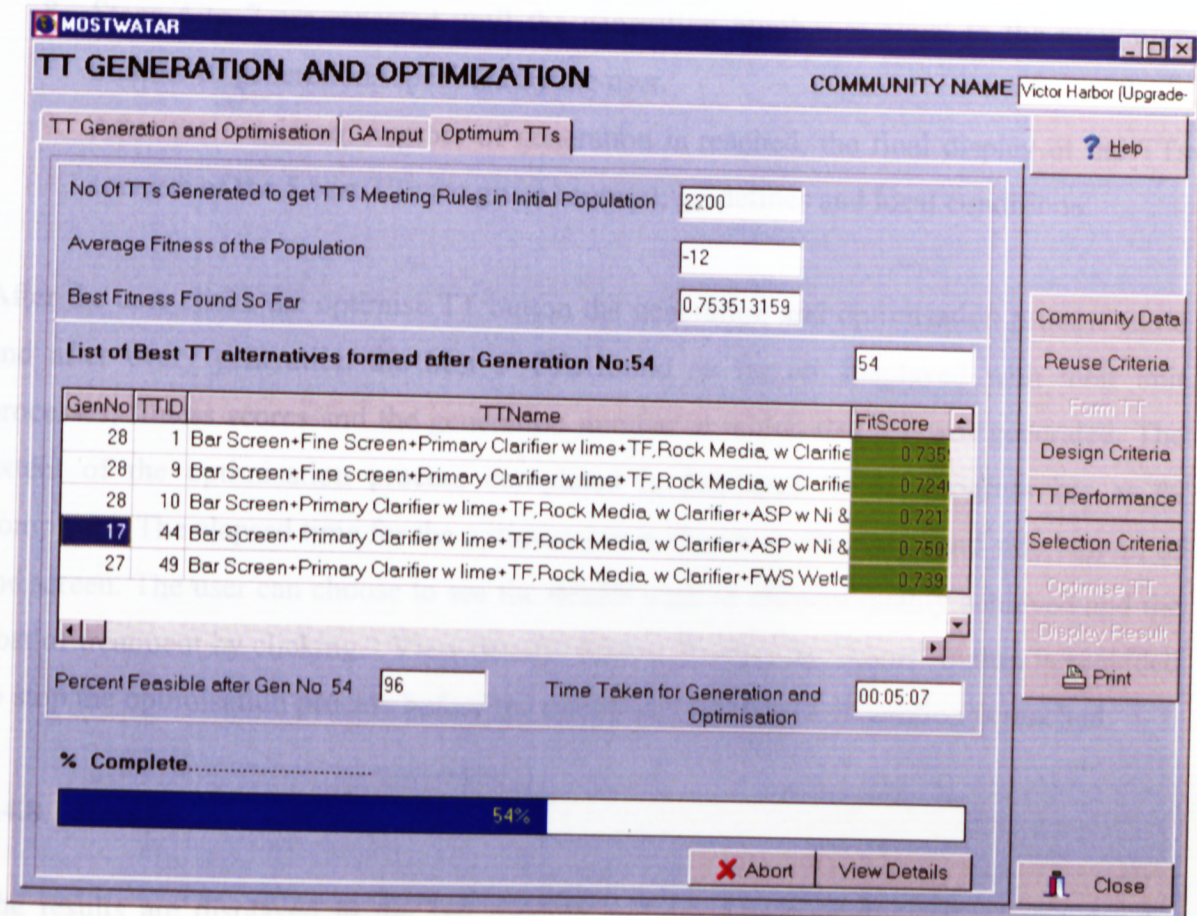 MOSTWATAR
TT GENERATION AND OPTIMIZATION
COMMUNITY NAME Victor Harbor (Upgrade-
TT Generation and Optimisation GA Input Optimum TTs
? Help
No Of TTs Generated to get TTs Meeting Rules in Initial Population 2200
Average Fitness of the Population -12
Best Fitness Found So Far 0.753513159
List of Best TT alternatives formed after Generation No:54 54
GenNo TTID TTName FitScore
28 1 Bar Screen+Fine Screen+Primary Clarifier w lime+TF,Rock Media, w Clarifie 0.735
28 9 Bar Screen+Fine Screen+Primary Clarifier w lime+TF,Rock Media, w Clarifie 0.724
28 10 Bar Screen+Primary Clarifier w lime+TF,Rock Media, w Clarifier+ASP w Ni & 0.721
17 44 Bar Screen+Primary Clarifier w lime+TF,Rock Media, w Clarifier+ASP w Ni & 0.750
27 49 Bar Screen+Primary Clarifier w lime+TF,Rock Media, w Clarifier+FWS Wetla 0.739
Percent Feasible after Gen No 54 96
Time Taken for Generation and
Optimisation 00:05:07
% Complete..............................
54%
Abort View Details
Community Data
Reuse Criteria
Form TT
Design Criteria
TT Performance
Selection Criteria
Optimise TT
Display Result
Print
Close